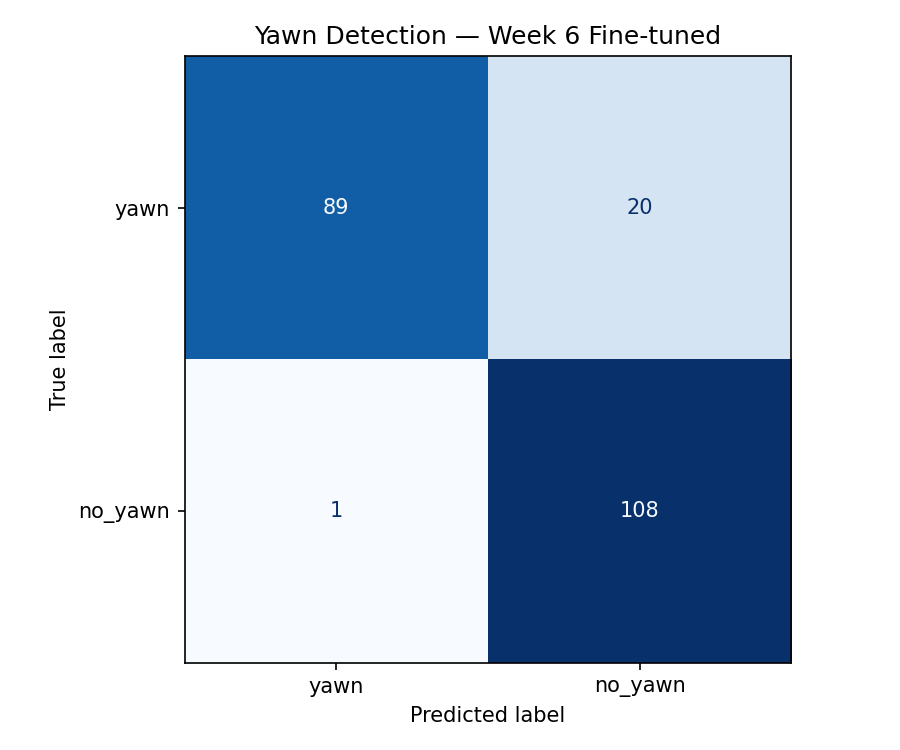 Yawn Detection — Week 6 Fine-tuned
yawn
89
20
True label
no_yawn
1
108
yawn
no_yawn
Predicted label